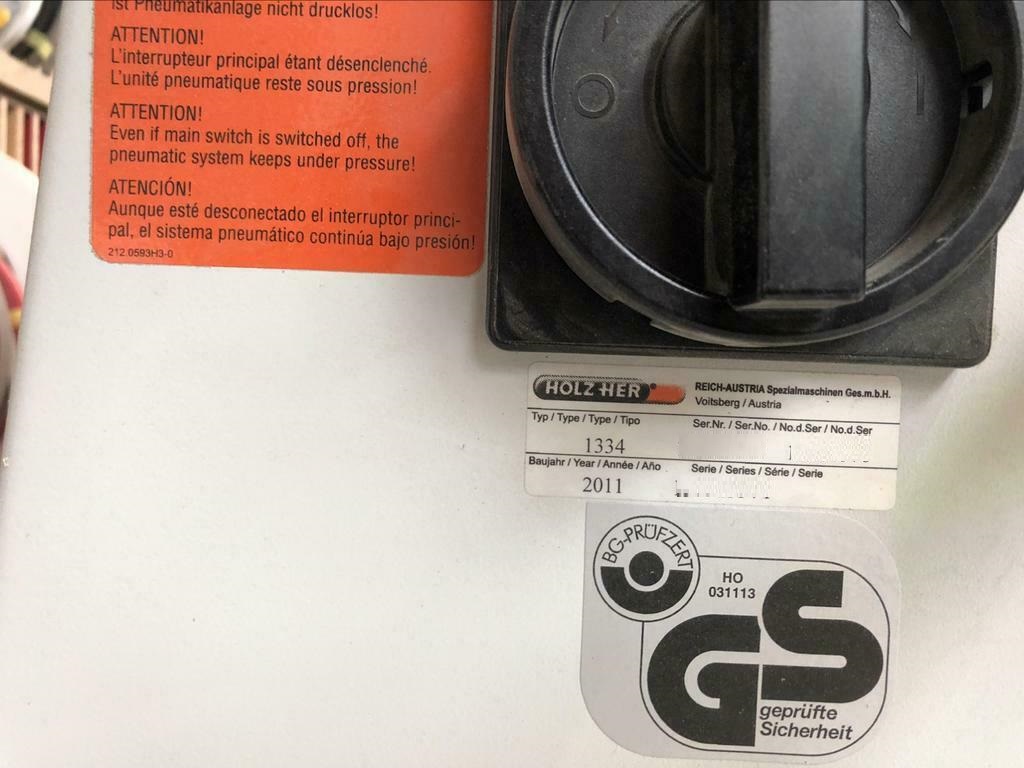 ist Pneumatikanlage nicht drucklos!
ATTENTION!
L'interrupteur principal étant désenclenché.
L'unité pneumatique reste sous pression!
ATTENTION!
Even if main switch is switched off, the
pneumatic system keeps under pressure!
ATENCIÓN!
Aunque esté desconectado el interruptor princi-
pal, el sistema pneumático continúa bajo presión!
212.0593H3-0
HOLZ-HER
REICH-AUSTRIA Spezialmaschinen Ges.m.b.H.
Voitsberg / Austria
Typ / Type / Type / Tipo
Ser.Nr. / Ser.No. / No.d.Ser / No.d.Ser
1334
Baujahr / Year / Année / Año
Serie / Series / Série / Serie
2011
BG-PRÜFZERT
HO
031113
GS
geprüfte
Sicherheit